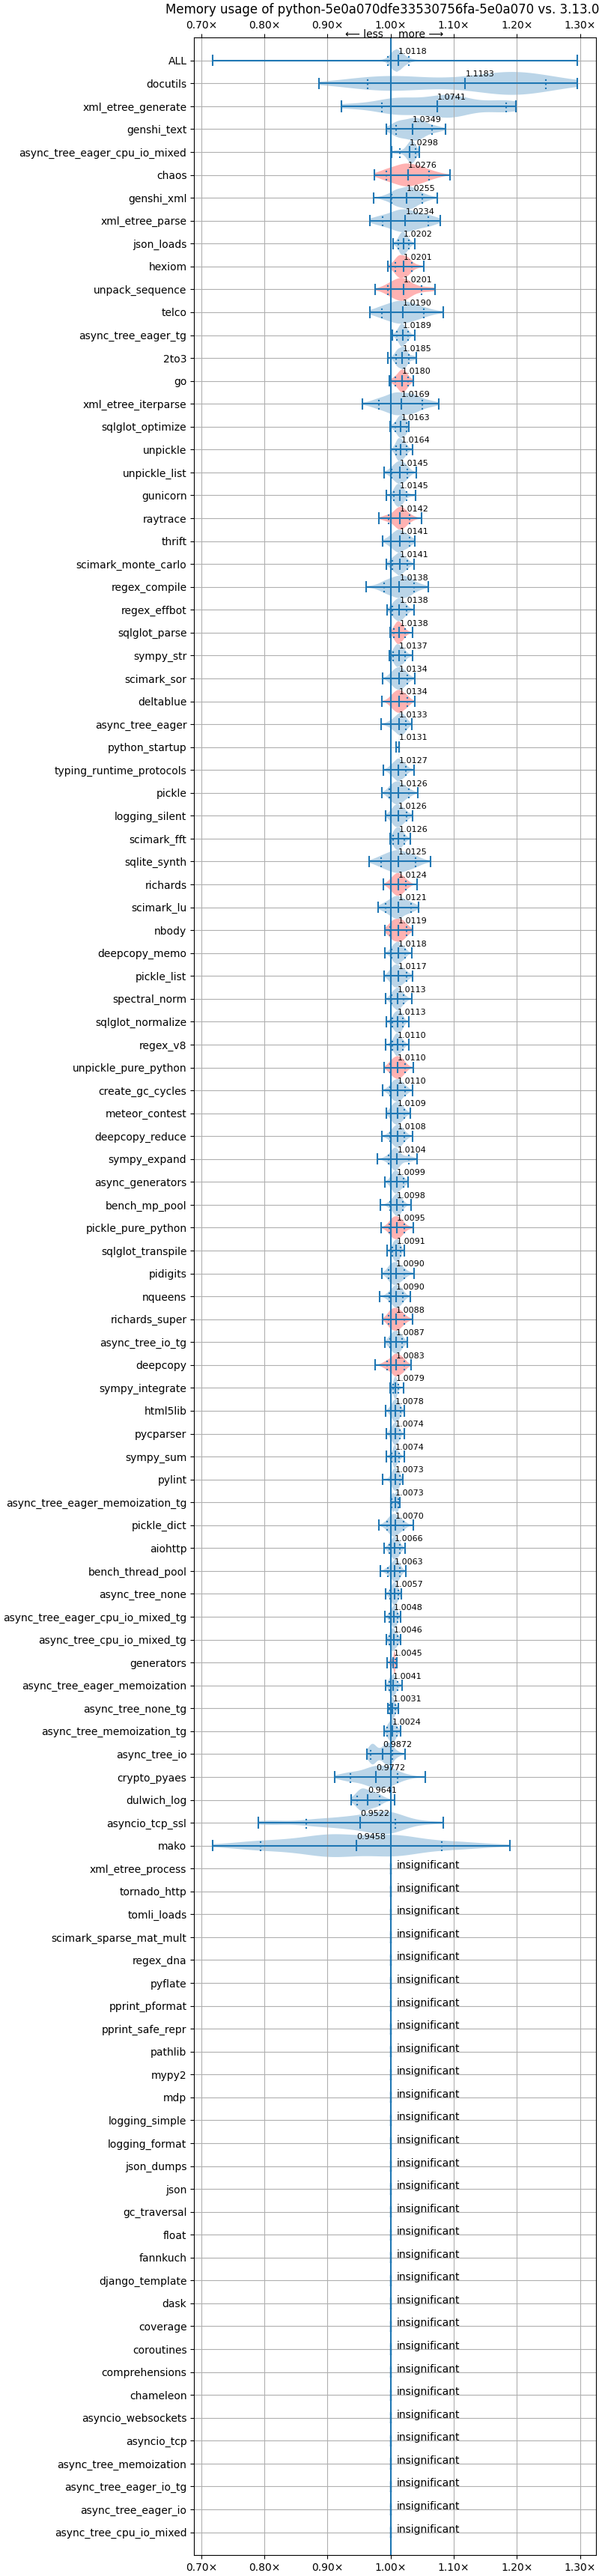 Memory usage of python-5e0a070dfe33530756fa-5e0a070 vs. 3.13.0
0.70× 0.80× 0.90× 1.00× 1.10× 1.20× 1.30×
⟵ less more ⟶
ALL 1.0118
docutils 1.1183
xml_etree_generate 1.0741
genshi_text 1.0349
async_tree_eager_cpu_io_mixed 1.0298
chaos 1.0276
genshi_xml 1.0255
xml_etree_parse 1.0234
json_loads 1.0202
hexiom 1.0201
unpack_sequence 1.0201
telco 1.0190
async_tree_eager_tg 1.0189
2to3 1.0185
go 1.0180
xml_etree_iterparse 1.0169
sqlglot_optimize 1.0163
unpickle 1.0164
unpickle_list 1.0145
gunicorn 1.0145
raytrace 1.0142
thrift 1.0141
scimark_monte_carlo 1.0141
regex_compile 1.0138
regex_effbot 1.0138
sqlglot_parse 1.0138
sympy_str 1.0137
scimark_sor 1.0134
deltablue 1.0134
async_tree_eager 1.0133
python_startup 1.0131
typing_runtime_protocols 1.0127
pickle 1.0126
logging_silent 1.0126
scimark_fft 1.0126
sqlite_synth 1.0125
richards 1.0124
scimark_lu 1.0121
nbody 1.0119
deepcopy_memo 1.0118
pickle_list 1.0117
spectral_norm 1.0113
sqlglot_normalize 1.0113
regex_v8 1.0110
unpickle_pure_python 1.0110
create_gc_cycles 1.0110
meteor_contest 1.0109
deepcopy_reduce 1.0108
sympy_expand 1.0104
async_generators 1.0099
bench_mp_pool 1.0098
pickle_pure_python 1.0095
sqlglot_transpile 1.0091
pidigits 1.0090
nqueens 1.0090
richards_super 1.0088
async_tree_io_tg 1.0087
deepcopy 1.0083
sympy_integrate 1.0079
html5lib 1.0078
pycparser 1.0074
sympy_sum 1.0074
pylint 1.0073
async_tree_eager_memoization_tg 1.0073
pickle_dict 1.0070
aiohttp 1.0066
bench_thread_pool 1.0063
async_tree_none 1.0057
async_tree_eager_cpu_io_mixed_tg 1.0048
async_tree_cpu_io_mixed_tg 1.0046
generators 1.0045
async_tree_eager_memoization 1.0041
async_tree_none_tg 1.0031
async_tree_memoization_tg 1.0024
async_tree_io 0.9872
crypto_pyaes 0.9772
dulwich_log 0.9641
asyncio_tcp_ssl 0.9522
mako 0.9458
xml_etree_process insignificant
tornado_http insignificant
tomli_loads insignificant
scimark_sparse_mat_mult insignificant
regex_dna insignificant
pyflate insignificant
pprint_pformat insignificant
pprint_safe_repr insignificant
pathlib insignificant
mypy2 insignificant
mdp insignificant
logging_simple insignificant
logging_format insignificant
json_dumps insignificant
json insignificant
gc_traversal insignificant
float insignificant
fannkuch insignificant
django_template insignificant
dask insignificant
coverage insignificant
coroutines insignificant
comprehensions insignificant
chameleon insignificant
asyncio_websockets insignificant
asyncio_tcp insignificant
async_tree_memoization insignificant
async_tree_eager_io_tg insignificant
async_tree_eager_io insignificant
async_tree_cpu_io_mixed insignificant
0.70× 0.80× 0.90× 1.00× 1.10× 1.20× 1.30×